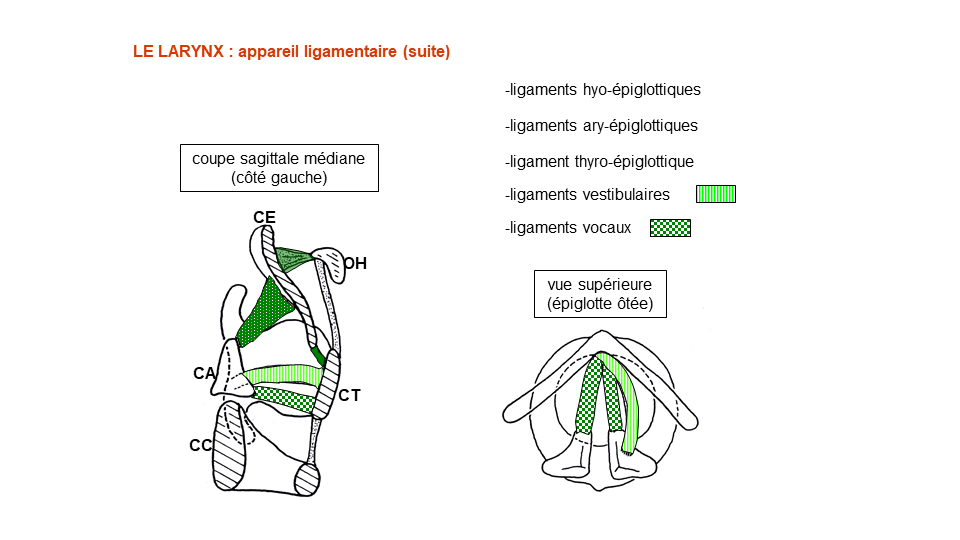 LE LARYNX : appareil ligamentaire (suite)
-ligaments hyo-épiglottiques
-ligaments ary-épiglottiques
-ligament thyro-épiglottique
-ligaments vestibulaires
-ligaments vocaux
coupe sagittale médiane
(côté gauche)
CE
OH
CA
CT
CC
vue supérieure
(épiglotte ôtée)